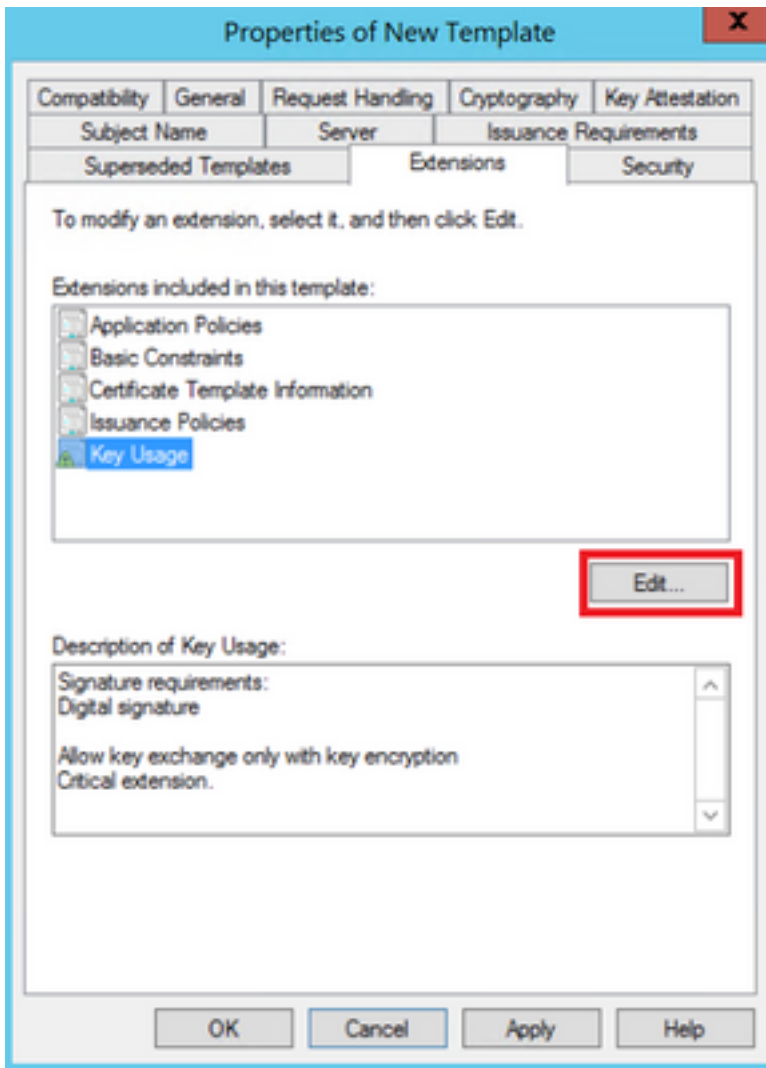 Properties of New Template
X
Compatibility General Request Handling Cryptography Key Attestation
Subject Name Server Issuance Requirements
Superseded Templates Extensions Security
To modify an extension, select it, and then click Edit.
Extensions included in this template:
Application Policies
Basic Constraints
Certificate Template Information
Issuance Policies
Key Usage
Edit...
Description of Key Usage:
Signature requirements:
Digital signature
Allow key exchange only with key encryption
Critical extension.
OK Cancel Apply Help